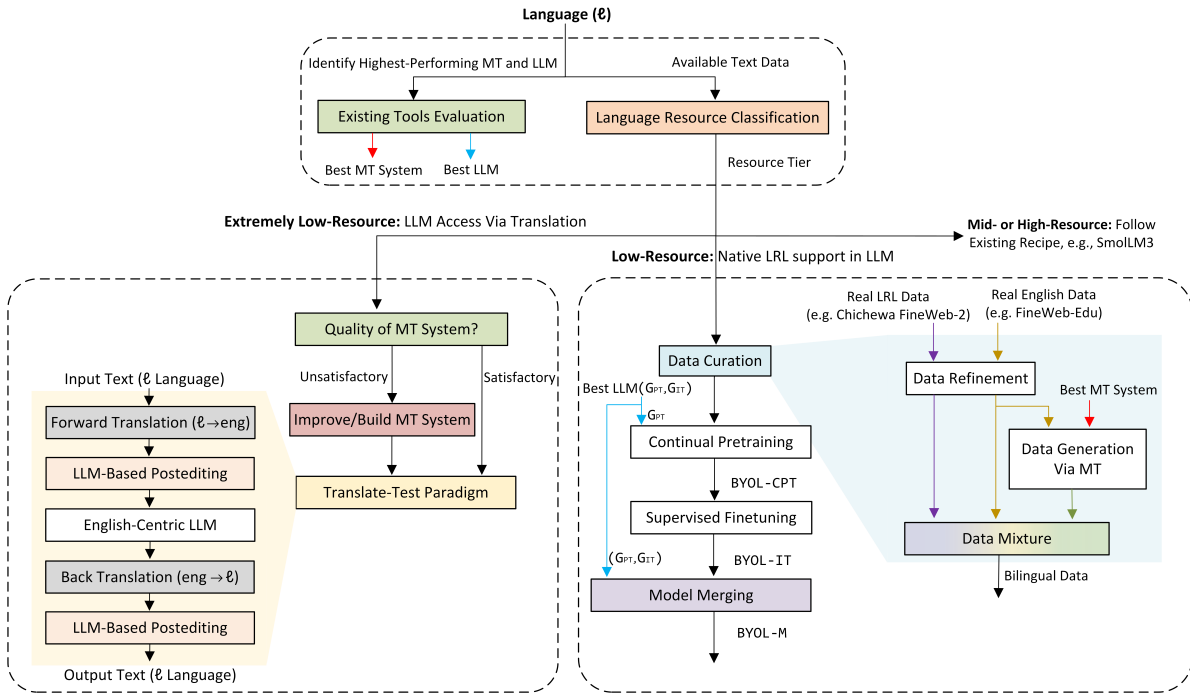 Language (ℓ)
Identify Highest-Performing MT and LLM
Available Text Data
Existing Tools Evaluation
Language Resource Classification
Best MT System
Best LLM
Resource Tier
Extremely Low-Resource: LLM Access Via Translation
Mid- or High-Resource: Follow
Existing Recipe, e.g., SmolLM3
Low-Resource: Native LRL support in LLM
Quality of MT System?
Unsatisfactory
Satisfactory
Improve/Build MT System
Translate-Test Paradigm
Input Text (ℓ Language)
Forward Translation (ℓ→eng)
LLM-Based Postediting
English-Centric LLM
Back Translation (eng→ℓ)
LLM-Based Postediting
Output Text (ℓ Language)
Data Curation
Best LLM(GPT,GIT)
GPT
Continual Pretraining
BYOL-CPT
Supervised Finetuning
(GPT,GIT)
BYOL-IT
Model Merging
BYOL-M
Real LRL Data
(e.g. Chichewa FineWeb-2)
Real English Data
(e.g. FineWeb-Edu)
Data Refinement
Best MT System
Data Generation
Via MT
Data Mixture
Bilingual Data